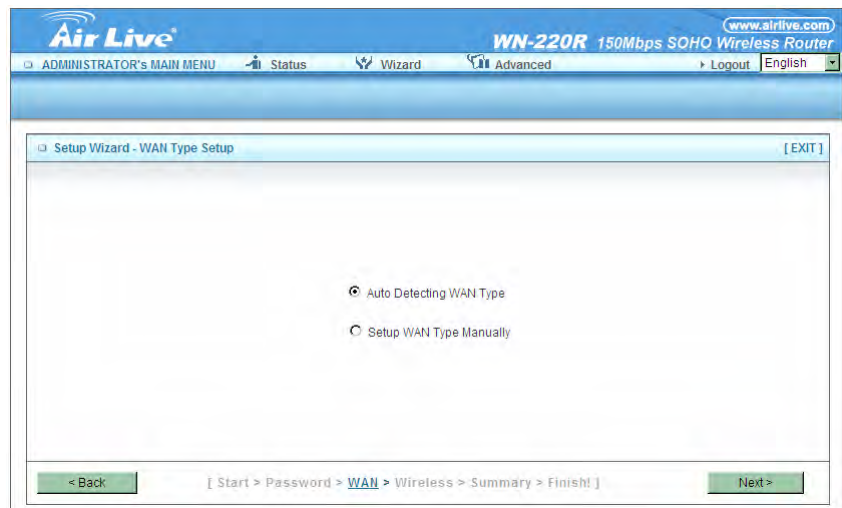 Air Live
(www.airlive.com)
WN-220R 150Mbps SOHO Wireless Router
ADMINISTRATOR's MAIN MENU Status Wizard Advanced Logout English
Setup Wizard - WAN Type Setup [ EXIT ]
Auto Detecting WAN Type
Setup WAN Type Manually
< Back [ Start > Password > WAN > Wireless > Summary > Finish! ] Next >